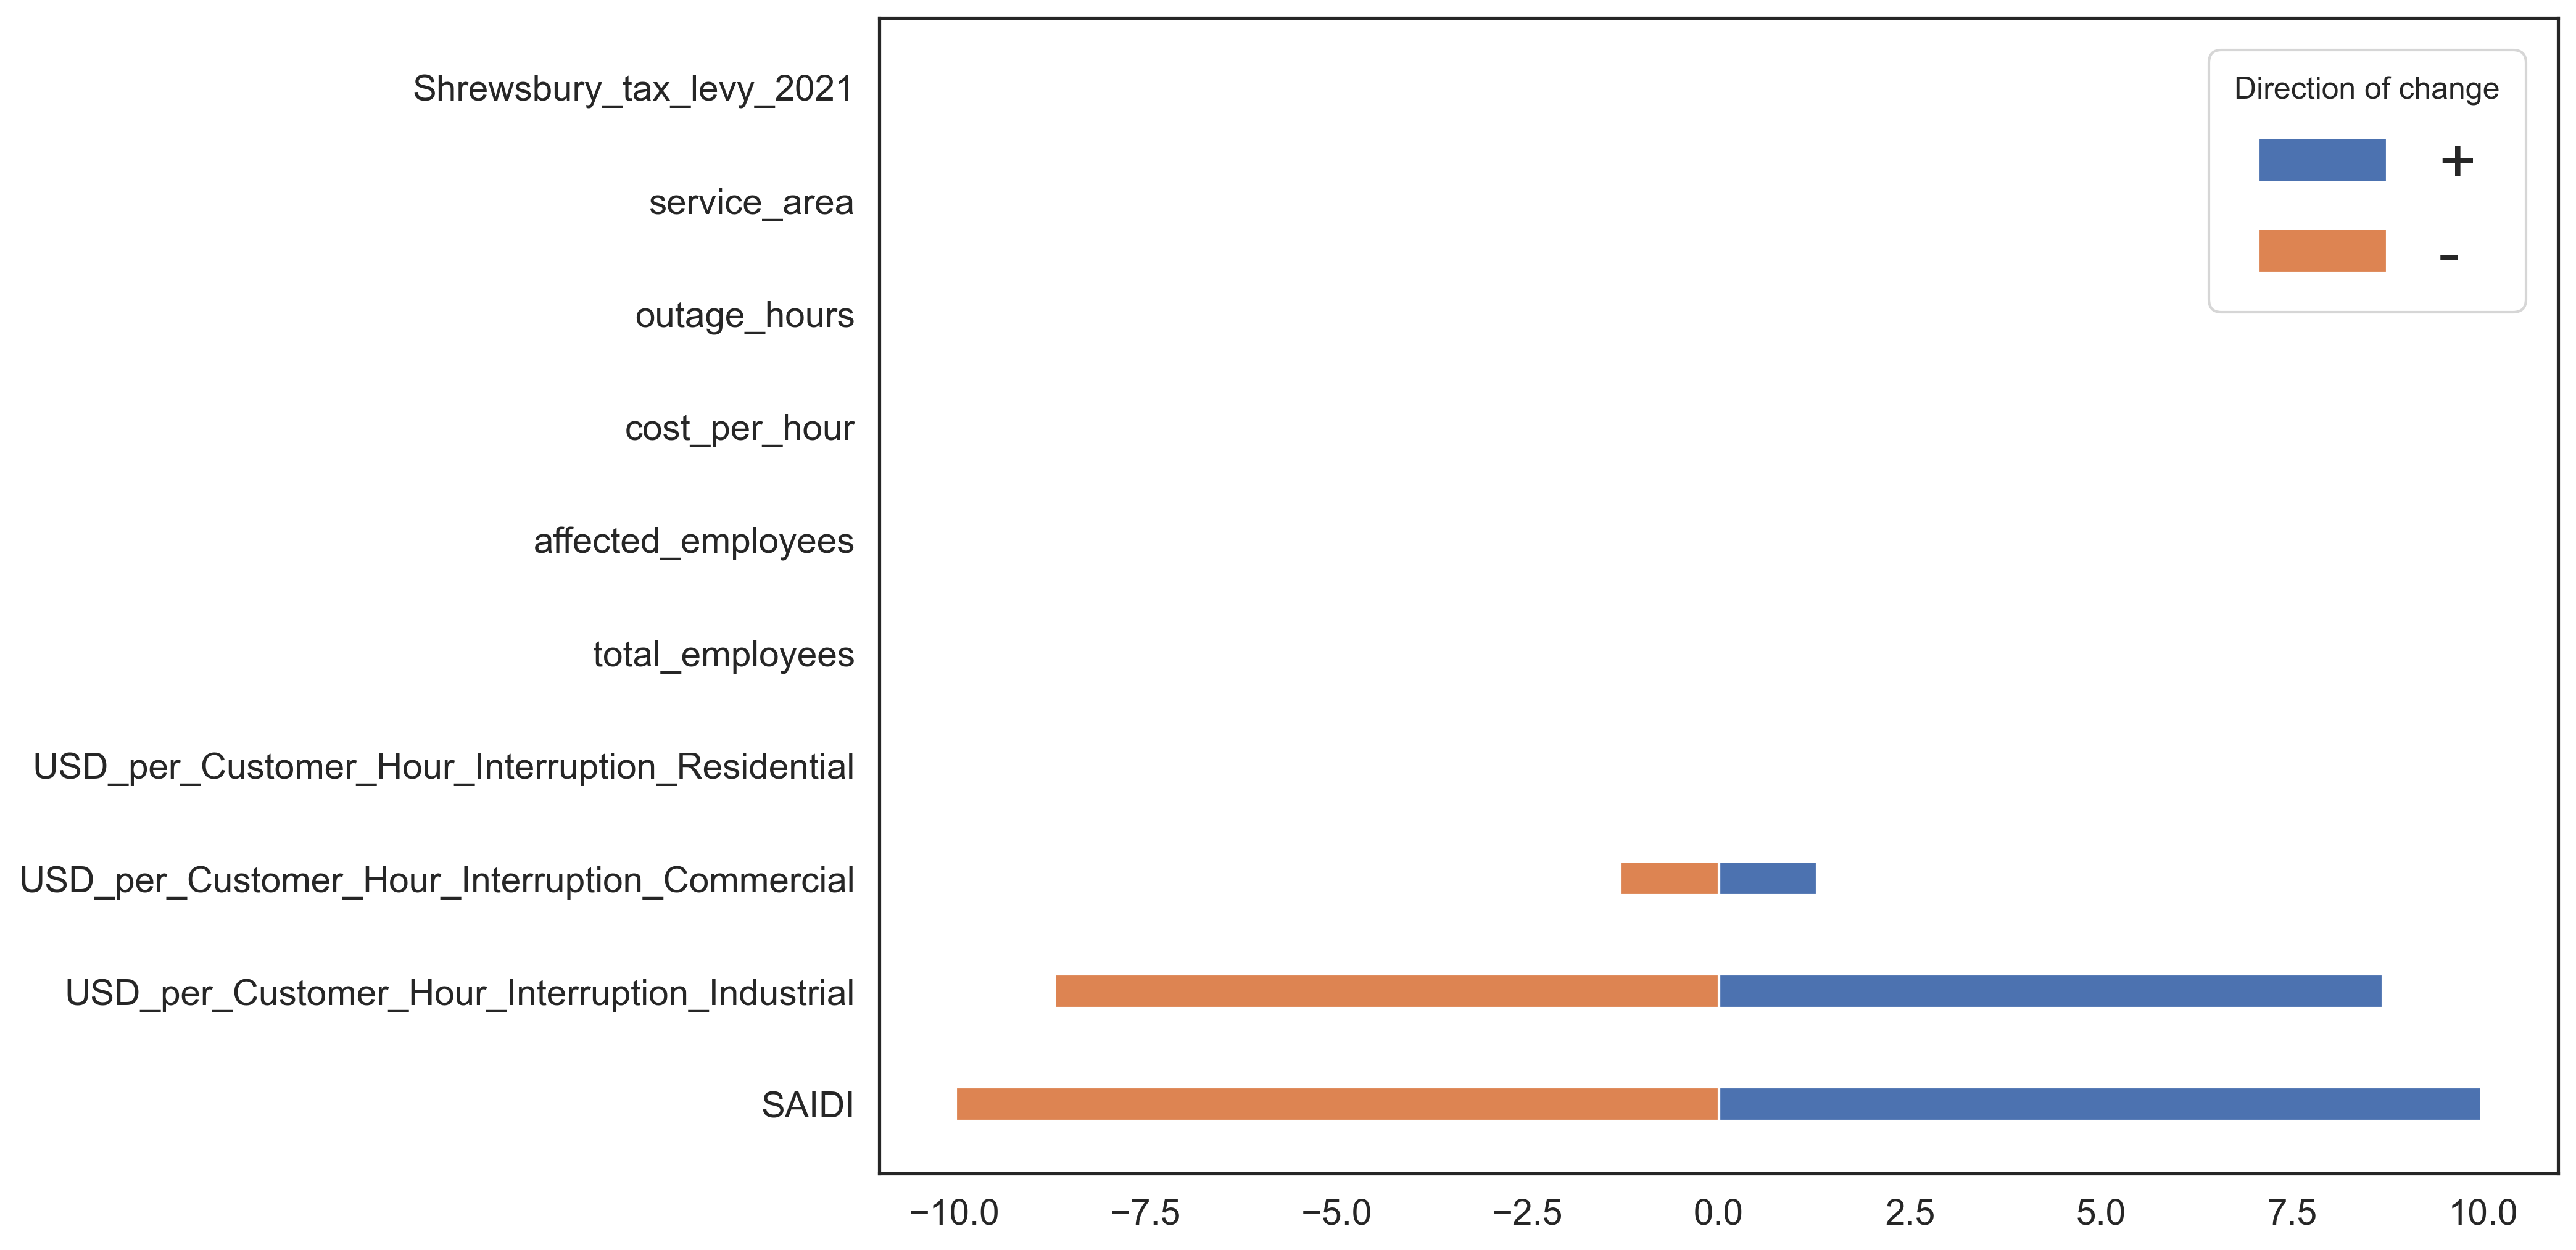 Shrewsbury_tax_levy_2021
service_area
outage_hours
cost_per_hour
affected_employees
total_employees
USD_per_Customer_Hour_Interruption_Residential
USD_per_Customer_Hour_Interruption_Commercial
USD_per_Customer_Hour_Interruption_Industrial
SAIDI
Direction of change
+
-
−10.0 −7.5 −5.0 −2.5 0.0 2.5 5.0 7.5 10.0